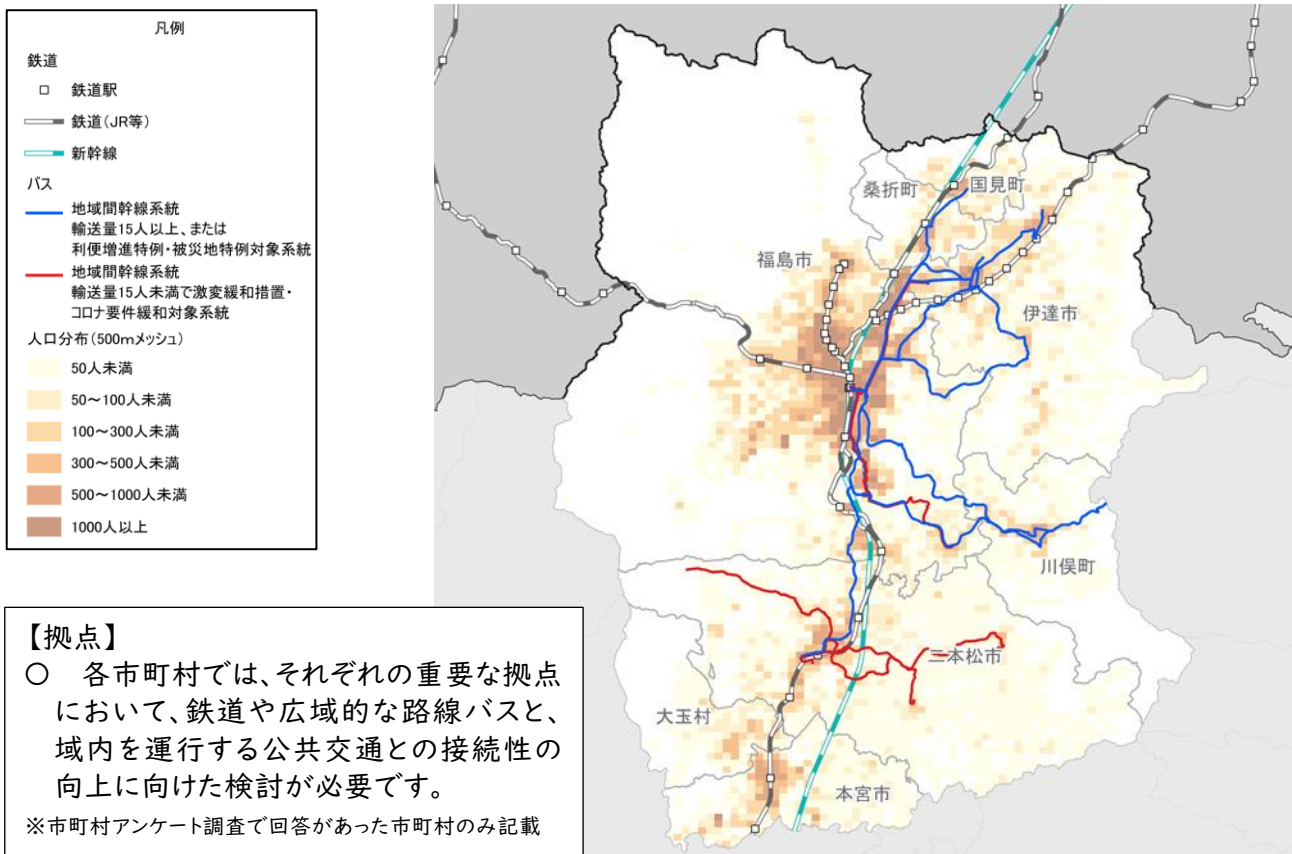 凡例
鉄道
鉄道駅
鉄道(JR等)
新幹線
バス
地域間幹線系統
輸送量15人以上、または
利便増進特例・被災地特例対象系統
地域間幹線系統
輸送量15人未満で激変緩和措置・
コロナ要件緩和対象系統
人口分布(500mメッシュ)
50人未満
50～100人未満
100～300人未満
300～500人未満
500～1000人未満
1000人以上
桑折町
国見町
福島市
伊達市
川俣町
二本松市
大玉村
本宮市
【拠点】
○ 各市町村では、それぞれの重要な拠点
において、鉄道や広域的な路線バスと、
域内を運行する公共交通との接続性の
向上に向けた検討が必要です。
※市町村アンケート調査で回答があった市町村のみ記載